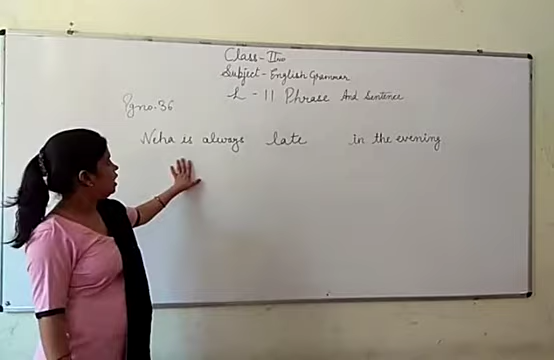 Class - II
Subject - English Grammar
L - 11 Phrase And Sentence
Pg no. 36
Neha is always late in the evening